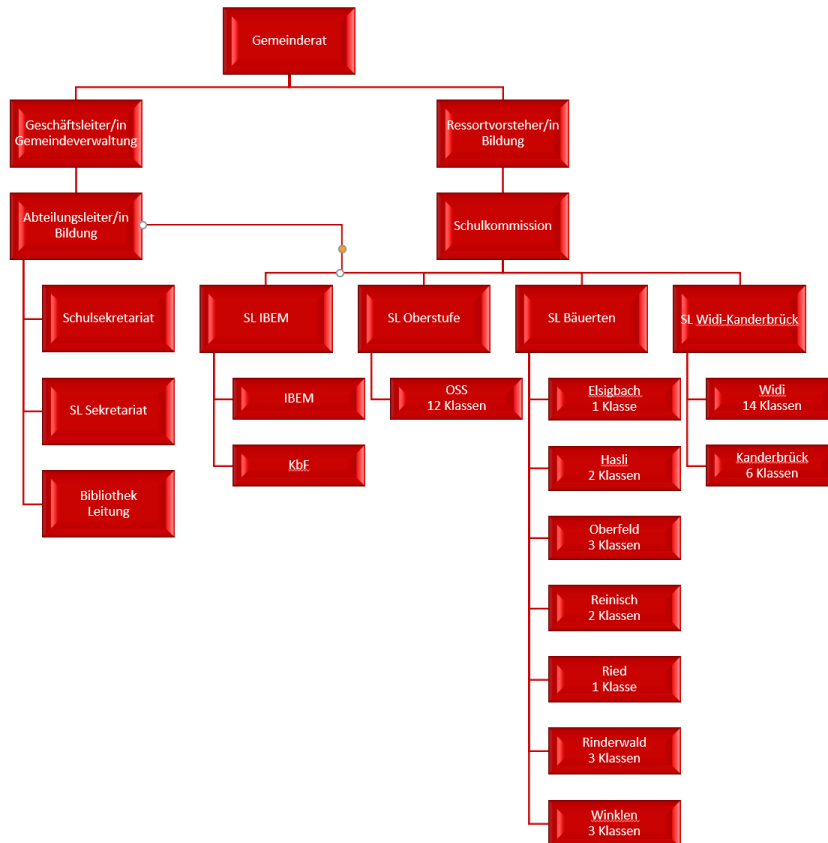 Gemeinderat
Geschäftsleiter/in
Gemeindeverwaltung
Ressortvorsteher/in
Bildung
Abteilungsleiter/in
Bildung
Schulkommission
Schulsekretariat
SL Sekretariat
Bibliothek
Leitung
SL IBEM
IBEM
KbF
SL Oberstufe
OSS
12 Klassen
SL Bäuerten
Elsigbach
1 Klasse
Hasli
2 Klassen
Oberfeld
3 Klassen
Reinisch
2 Klassen
Ried
1 Klasse
Rinderwald
3 Klassen
Winklen
3 Klassen
SL Widi-Kanderbrück
Widi
14 Klassen
Kanderbrück
6 Klassen